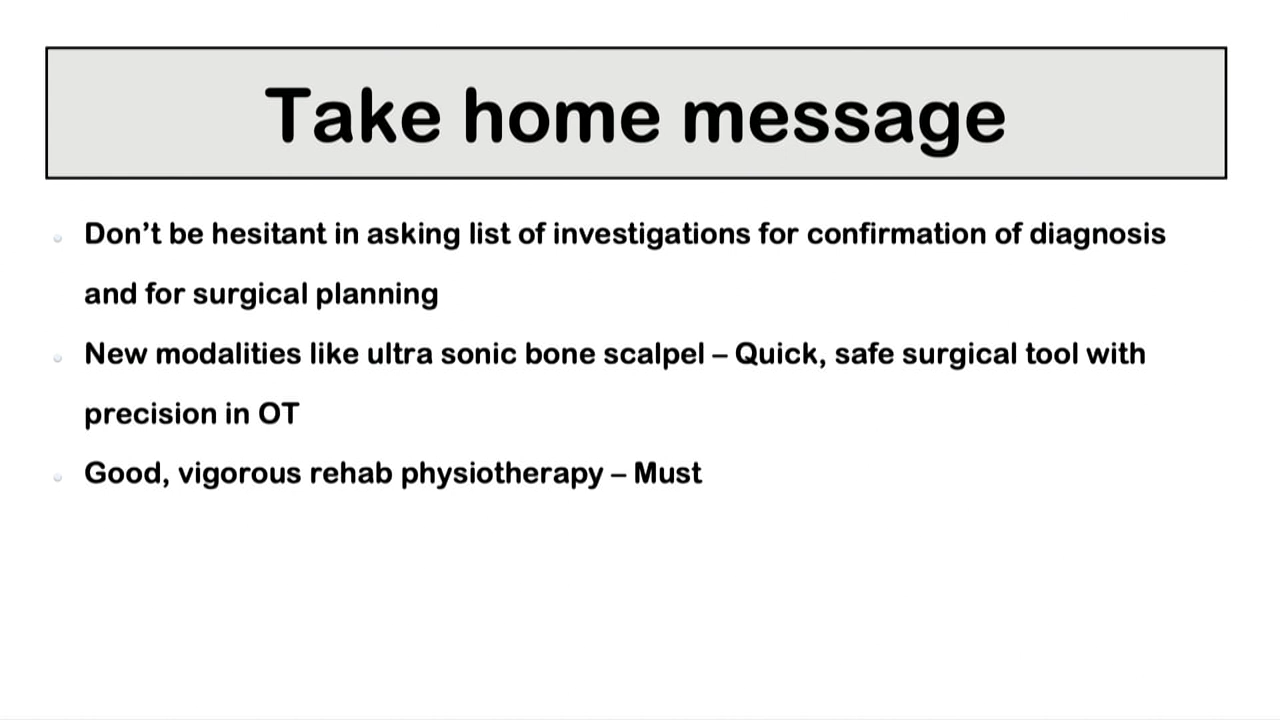 Take home message
Don’t be hesitant in asking list of investigations for confirmation of diagnosis
and for surgical planning
New modalities like ultra sonic bone scalpel – Quick, safe surgical tool with
precision in OT
Good, vigorous rehab physiotherapy – Must